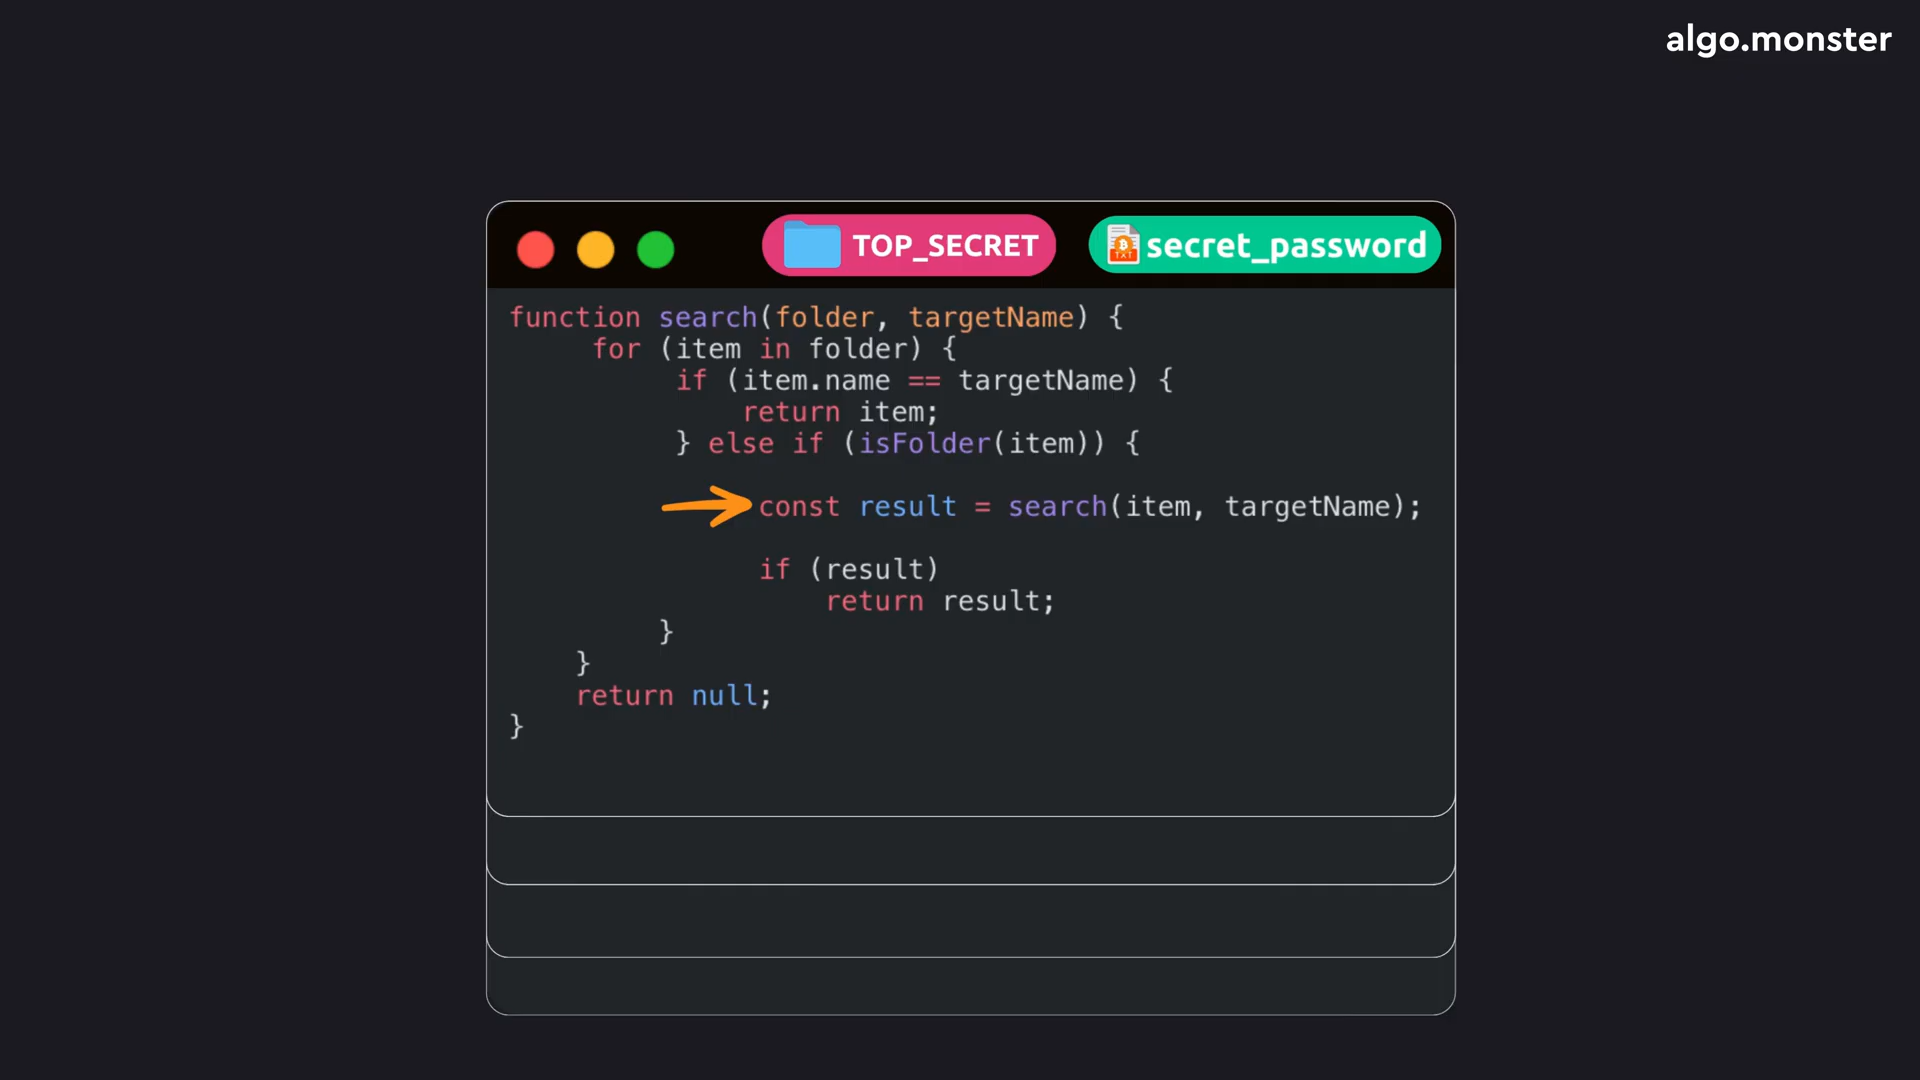 algo.monster
TOP_SECRET
secret_password
function search(folder, targetName) {
for (item in folder) {
if (item.name == targetName) {
return item;
} else if (isFolder(item)) {
const result = search(item, targetName);
if (result)
return result;
}
}
return null;
}